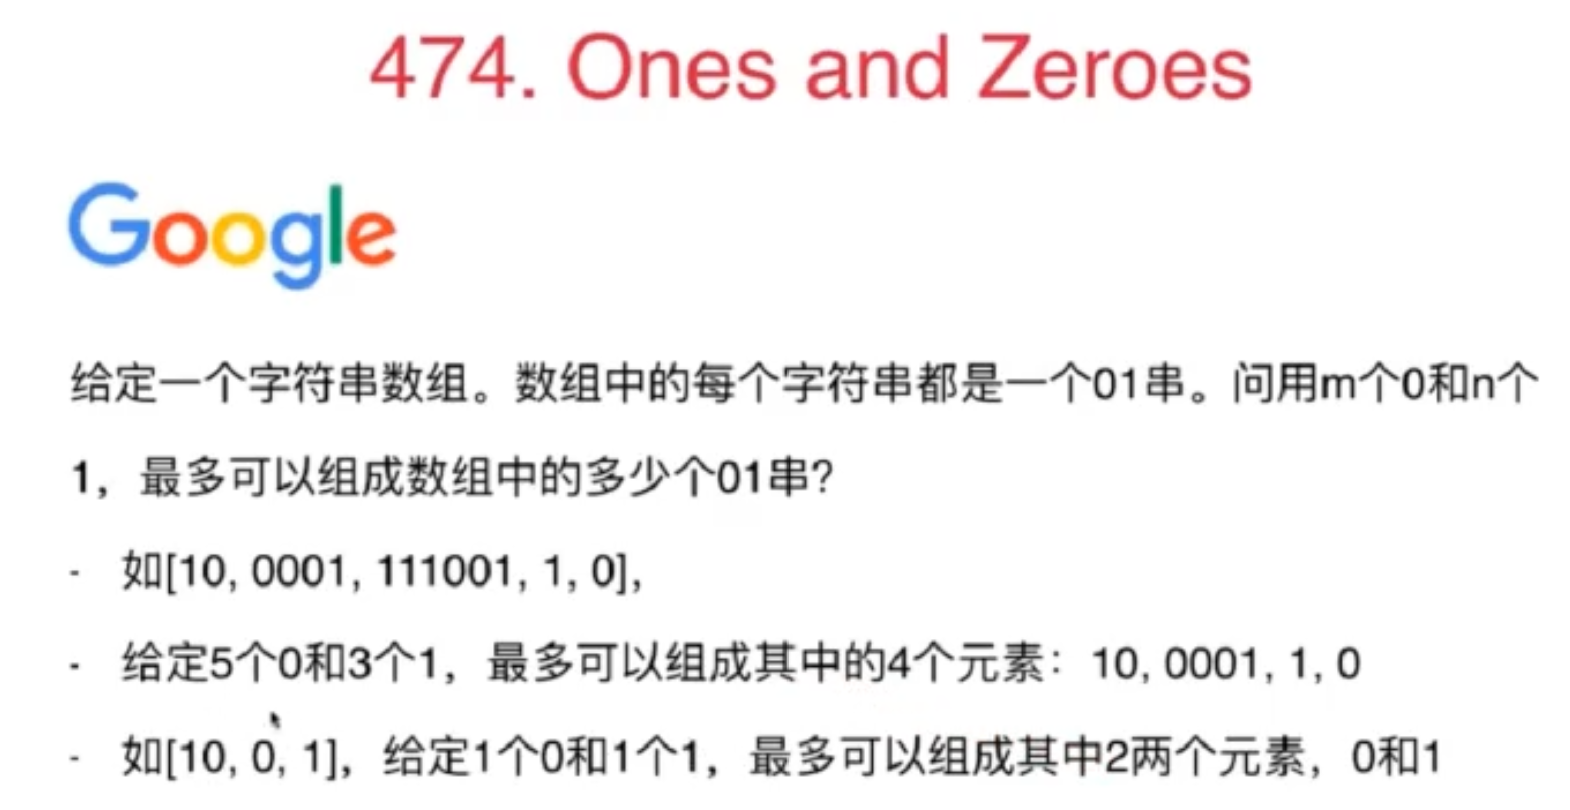 474. Ones and Zeroes
Google
给定一个字符串数组。数组中的每个字符串都是一个01串。问用m个0和n个
1，最多可以组成数组中的多少个01串？
- 如[10, 0001, 111001, 1, 0],
- 给定5个0和3个1，最多可以组成其中的4个元素：10, 0001, 1, 0
- 如[10, 0, 1]，给定1个0和1个1，最多可以组成其中2两个元素，0和1